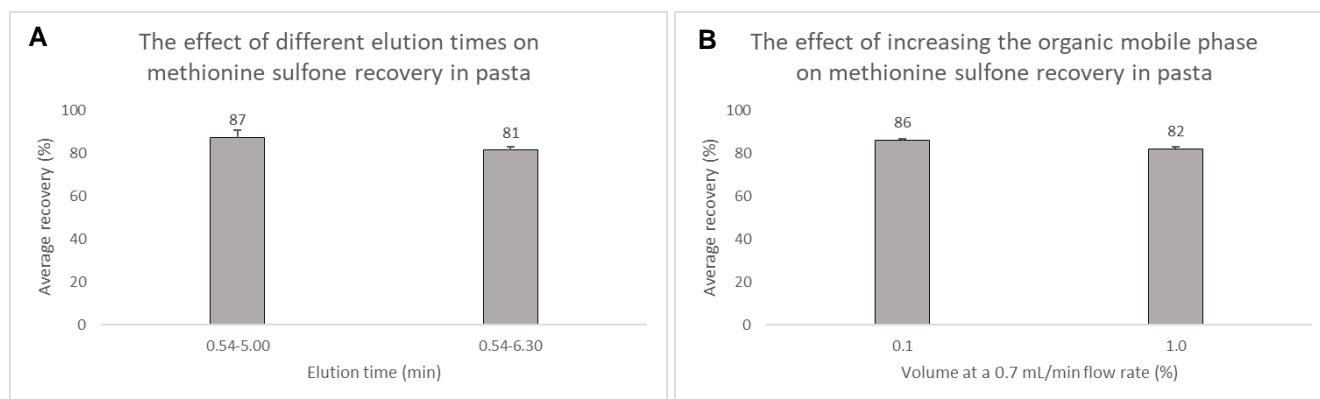 A
The effect of different elution times on
methionine sulfone recovery in pasta
Average recovery (%)
100
80
60
40
20
0
87
81
0.54-5.00
0.54-6.30
Elution time (min)
B
The effect of increasing the organic mobile phase
on methionine sulfone recovery in pasta
Average recovery (%)
100
80
60
40
20
0
86
82
0.1
1.0
Volume at a 0.7 mL/min flow rate (%)